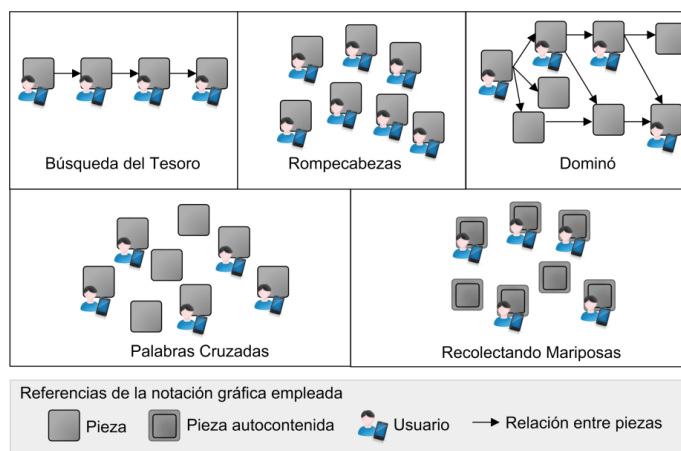 Búsqueda del Tesoro
Rompecabezas
Dominó
Palabras Cruzadas
Recolectando Mariposas
Referencias de la notación gráfica empleada
Pieza
Pieza autocontenida
Usuario
Relación entre piezas